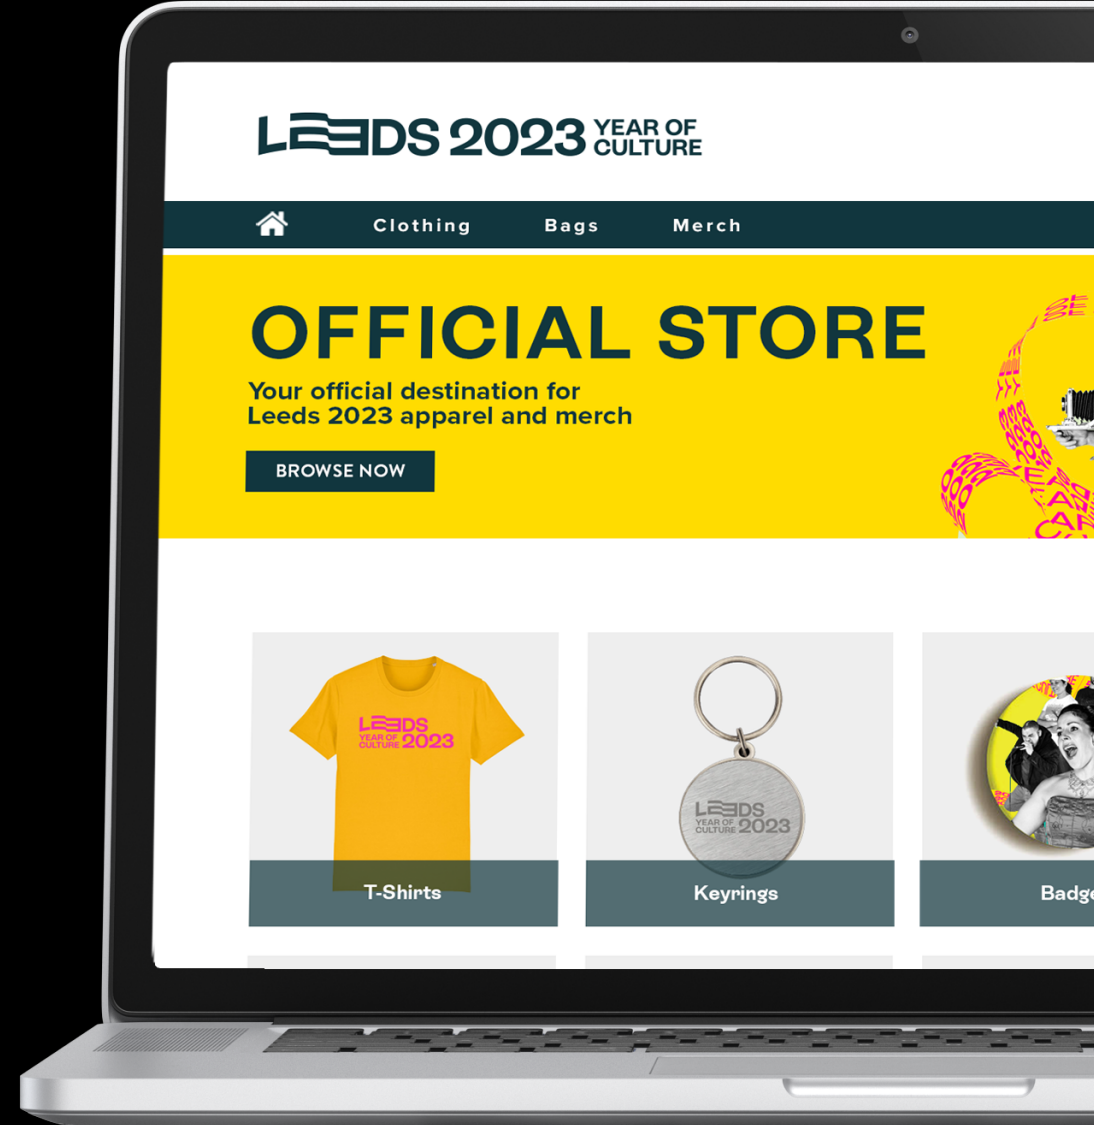 LEEDS 2023 YEAR OF
CULTURE
Clothing Bags Merch
OFFICIAL STORE
Your official destination for
Leeds 2023 apparel and merch
BROWSE NOW
LEEDS
YEAR OF
CULTURE 2023
T-Shirts
LEEDS
YEAR OF
CULTURE 2023
Keyrings
Badge